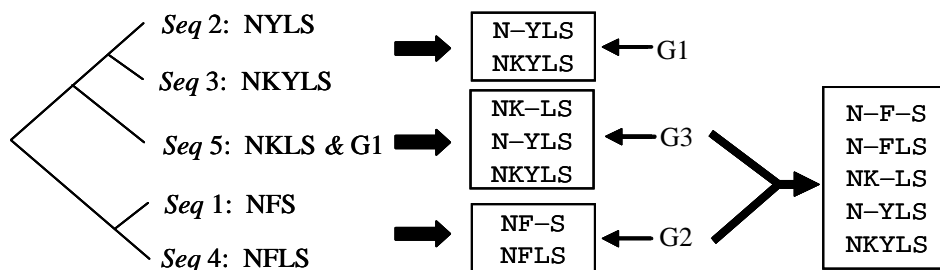 Seq 2: NYLS
Seq 3: NKYLS
Seq 5: NKLS & G1
Seq 1: NFS
Seq 4: NFLS
N–YLS
NKYLS
G1
NK–LS
N–YLS
NKYLS
G3
NF–S
NFLS
G2
N–F–S
N–FLS
NK–LS
N–YLS
NKYLS